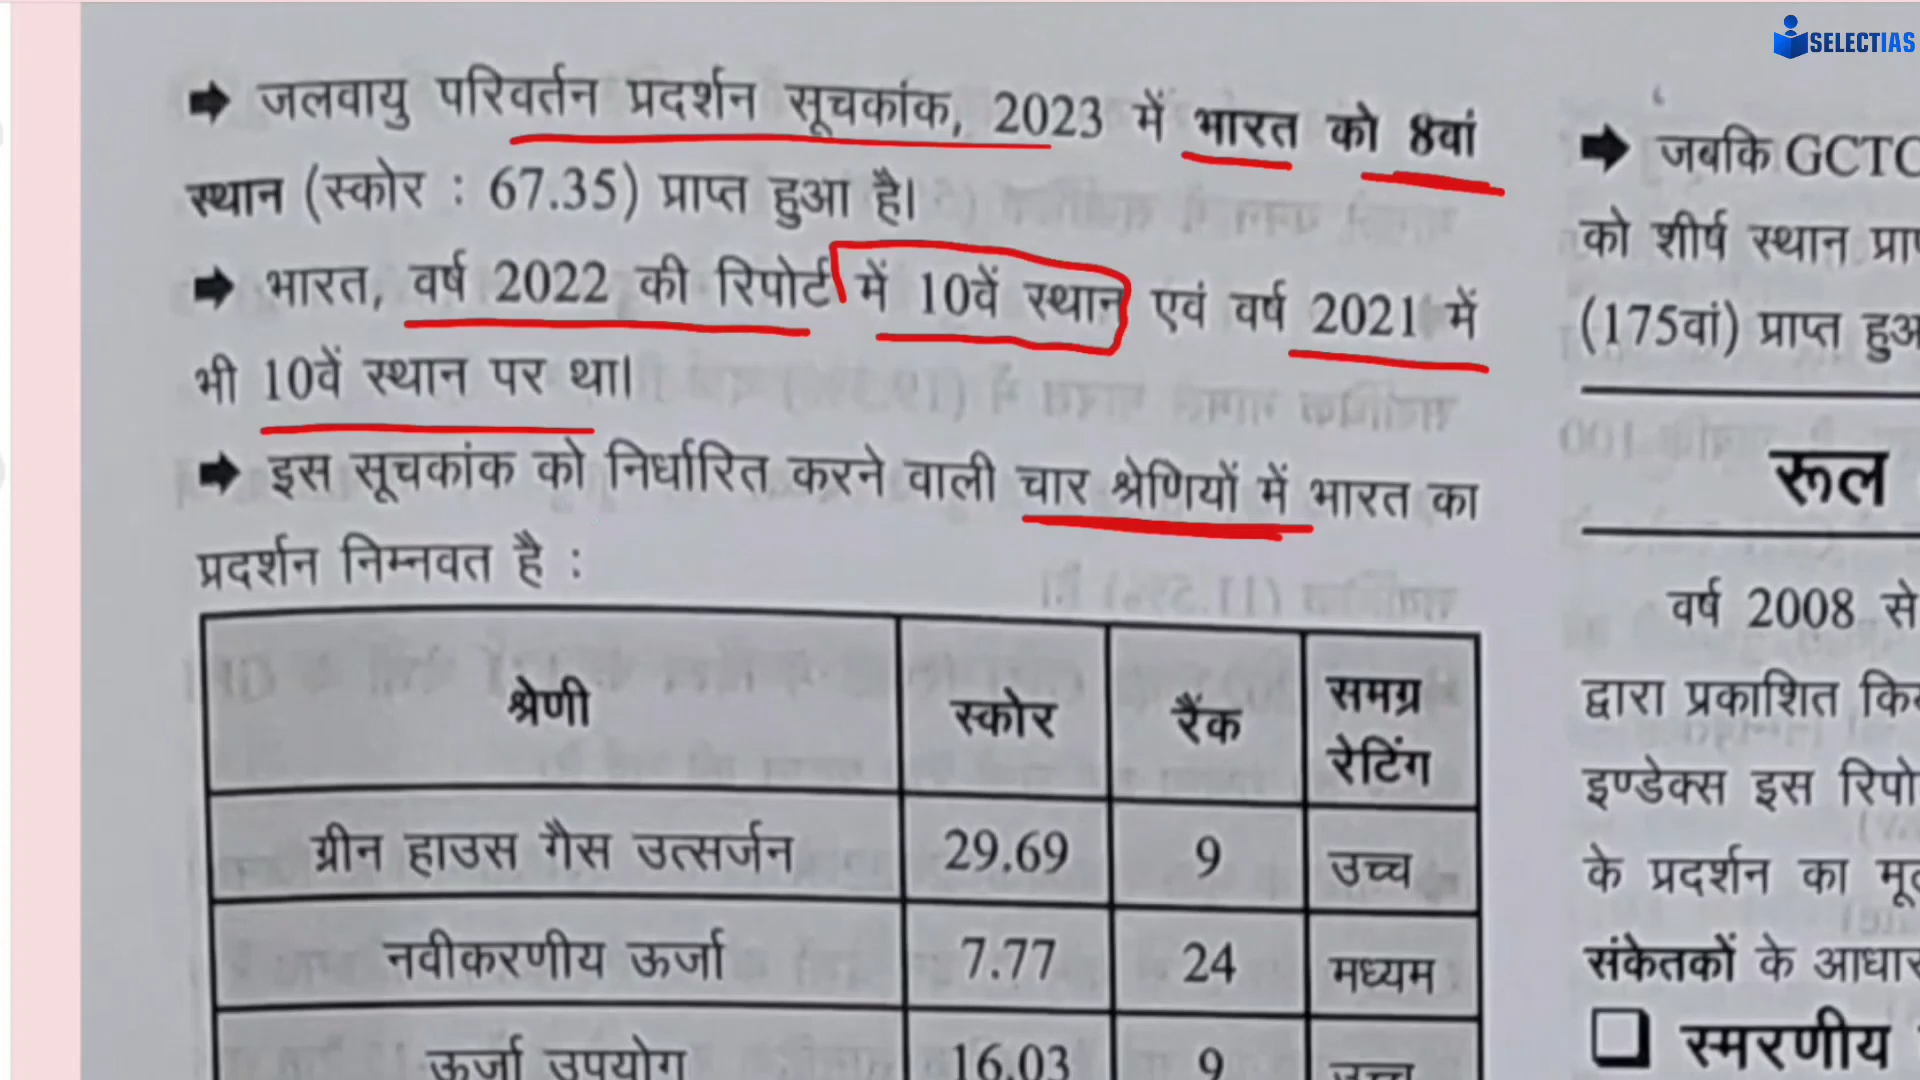 SELECTIAS
➡ जलवायु परिवर्तन प्रदर्शन सूचकांक, 2023 में भारत को 8वां
स्थान (स्कोर : 67.35) प्राप्त हुआ है।
➡ भारत, वर्ष 2022 की रिपोर्ट में 10वें स्थान एवं वर्ष 2021 में
भी 10वें स्थान पर था।
➡ इस सूचकांक को निर्धारित करने वाली चार श्रेणियों में भारत का
प्रदर्शन निम्नवत है :
श्रेणी स्कोर रैंक समग्र रेटिंग
ग्रीन हाउस गैस उत्सर्जन 29.69 9 उच्च
नवीकरणीय ऊर्जा 7.77 24 मध्यम
ऊर्जा उपयोग 16.03 9 उच्च
➡ जबकि
को शीर्ष स्थान
(175वां) प्राप्त
रूल
वर्ष 2008 से
द्वारा प्रकाशित
इण्डेक्स इस
के प्रदर्शन का
संकेतकों के
❑ स्मरणीय